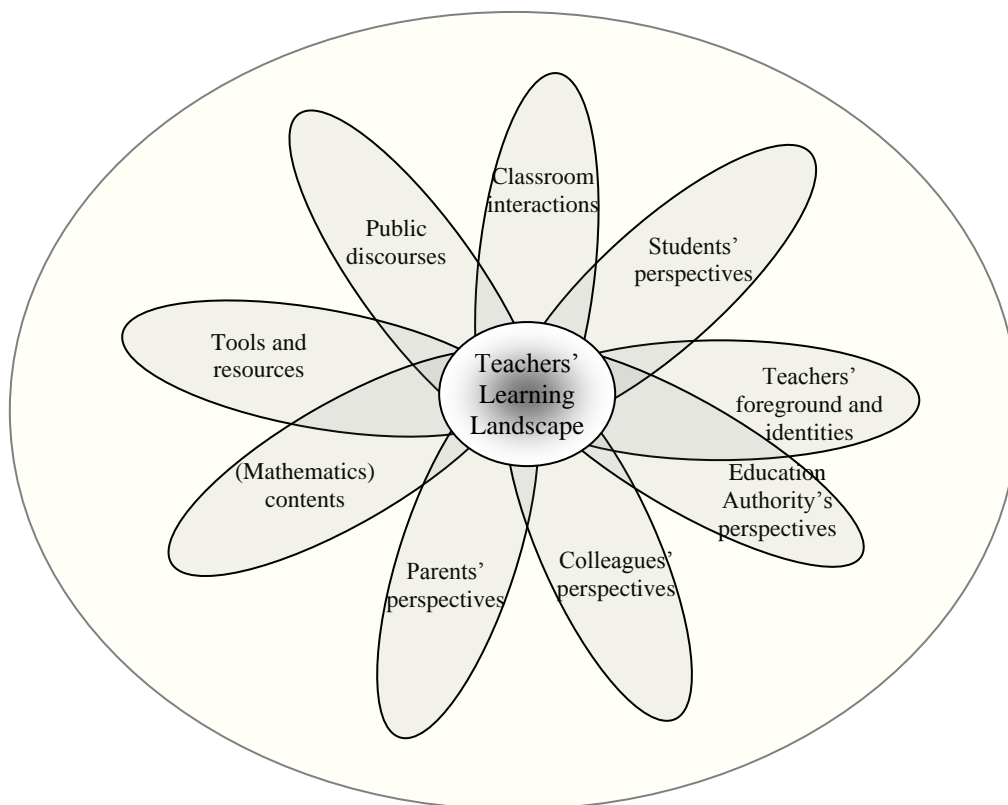 Classroom
interactions
Public
discourses
Students’
perspectives
Tools and
resources
Teachers’
Learning
Landscape
Teachers’
foreground and
identities
(Mathematics)
contents
Education
Authority’s
perspectives
Parents’
perspectives
Colleagues’
perspectives